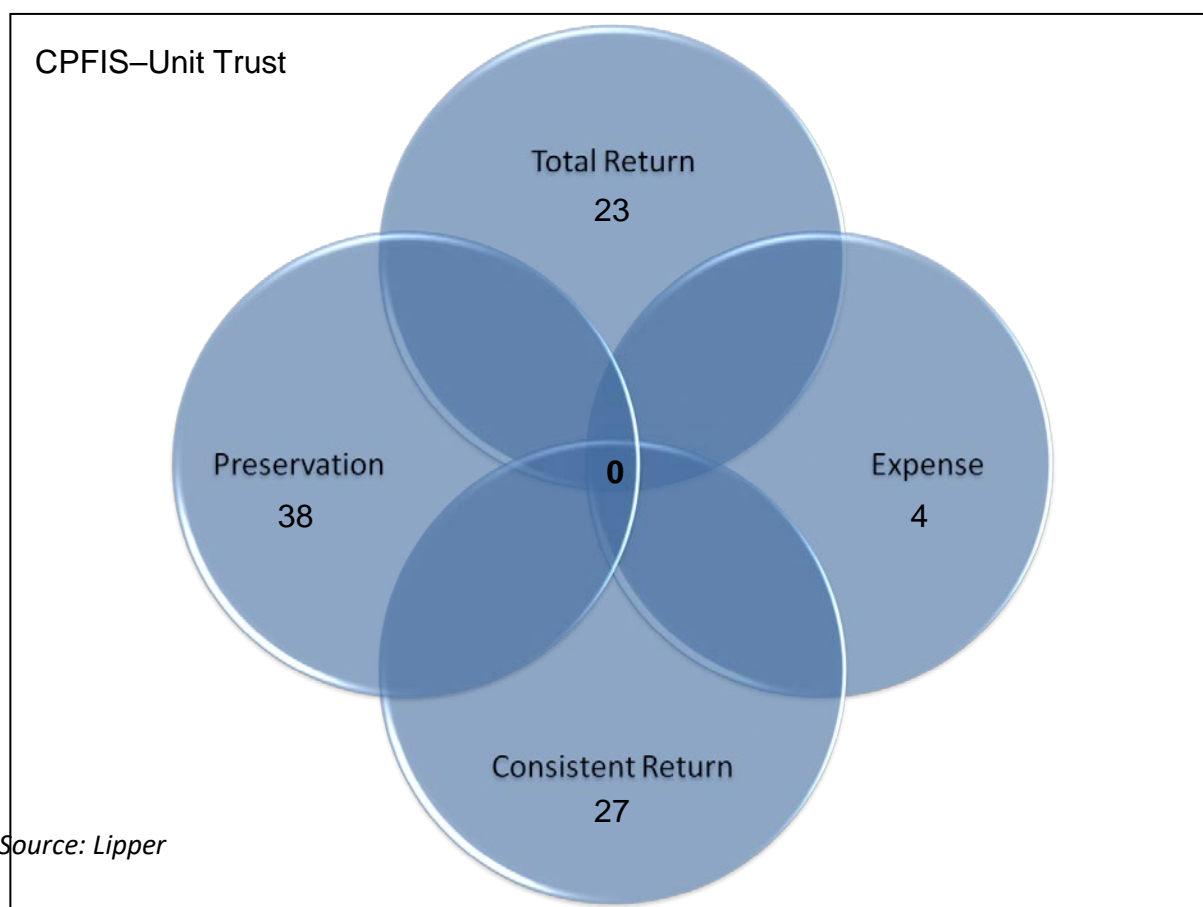 CPFIS–Unit Trust
Total Return
23
Preservation
38
0
Expense
4
Consistent Return
27
Source: Lipper